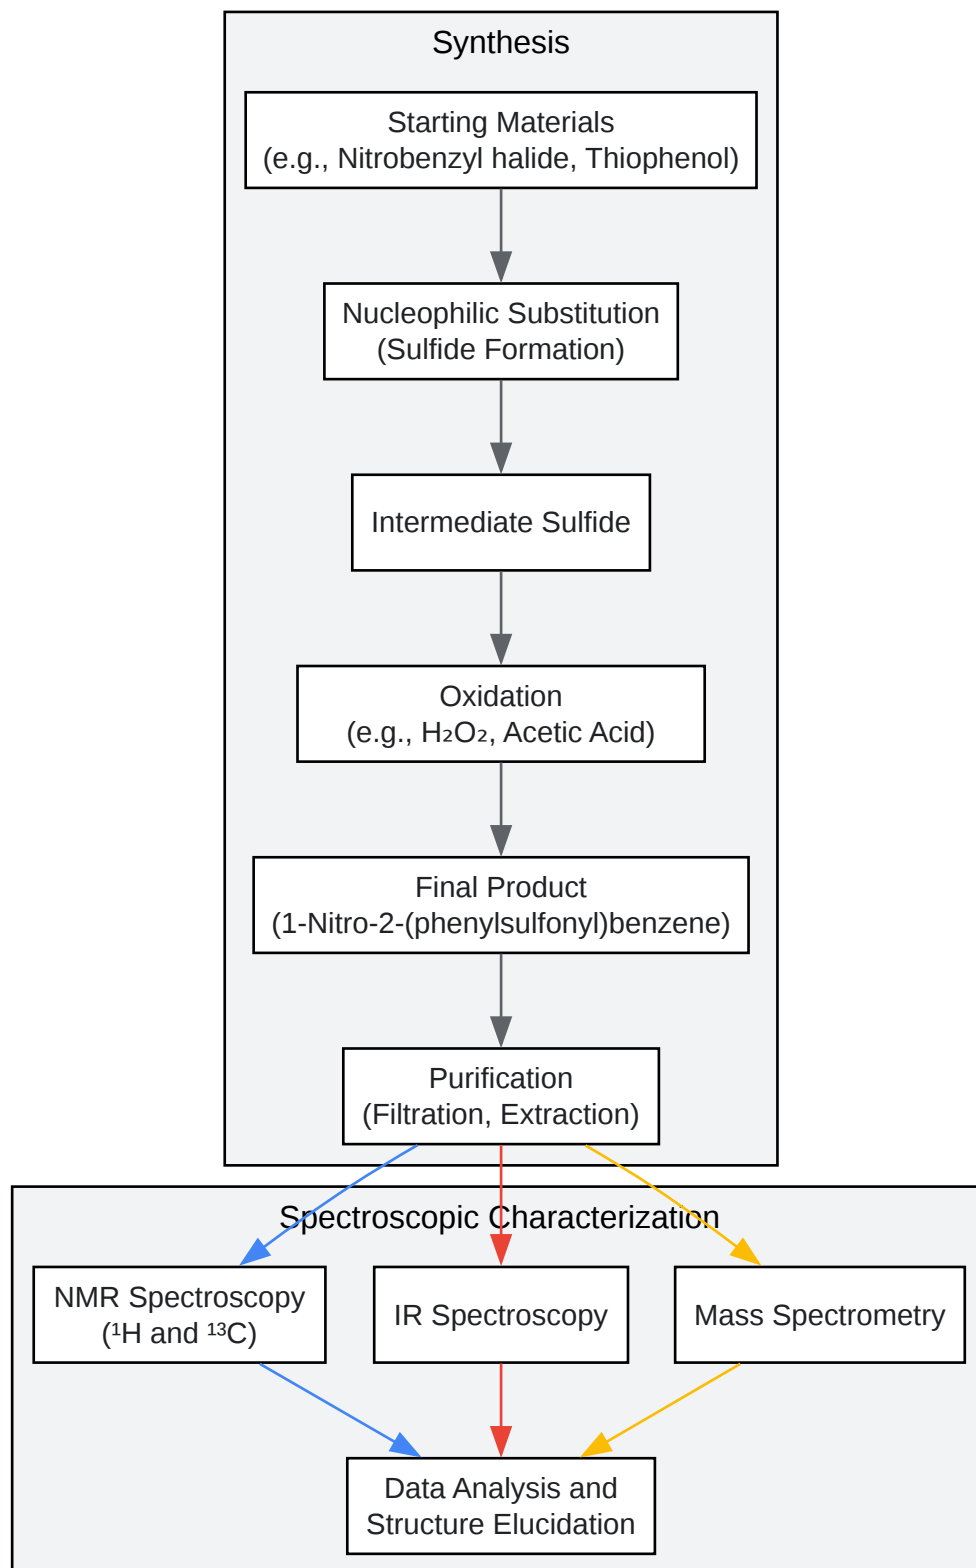 Synthesis
Starting Materials
(e.g., Nitrobenzyl halide, Thiophenol)
Nucleophilic Substitution
(Sulfide Formation)
Intermediate Sulfide
Oxidation
(e.g., H₂O₂, Acetic Acid)
Final Product
(1-Nitro-2-(phenylsulfonyl)benzene)
Purification
(Filtration, Extraction)
Spectroscopic Characterization
NMR Spectroscopy
(¹H and ¹³C)
IR Spectroscopy
Mass Spectrometry
Data Analysis and
Structure Elucidation